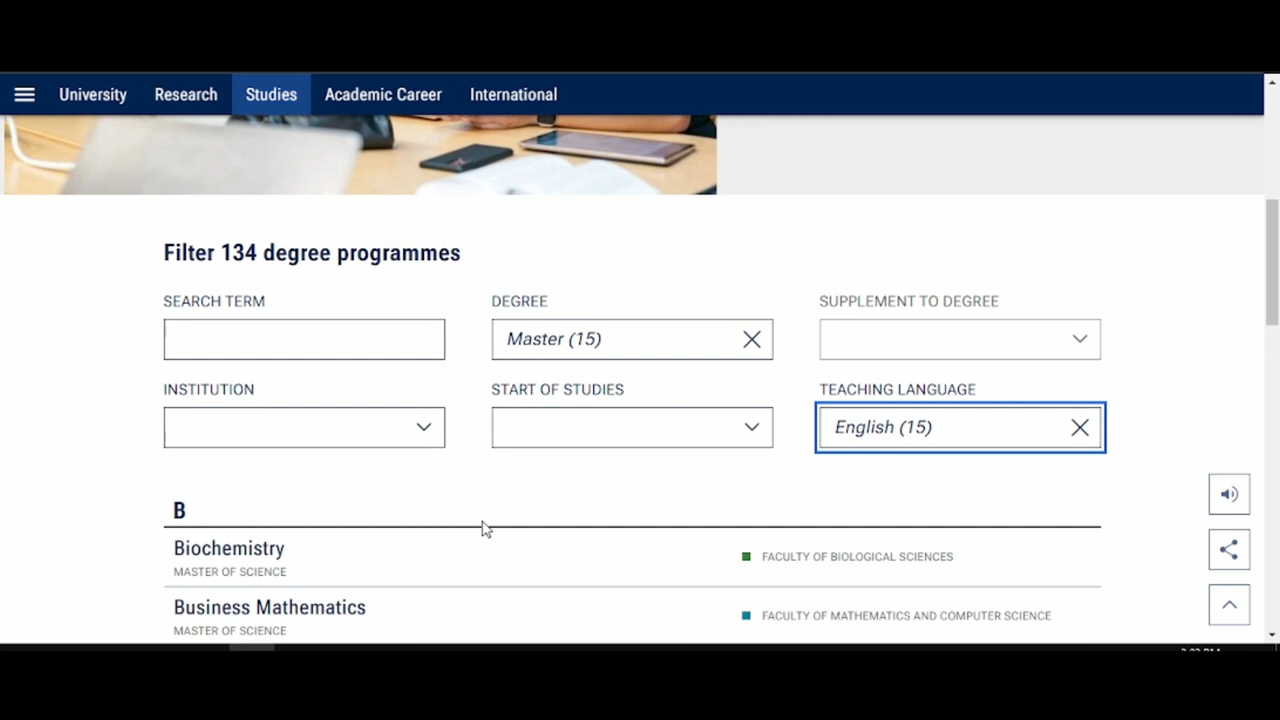 University Research Studies Academic Career International
Filter 134 degree programmes
SEARCH TERM DEGREE SUPPLEMENT TO DEGREE
Master (15)
INSTITUTION START OF STUDIES TEACHING LANGUAGE
English (15)
B
Biochemistry FACULTY OF BIOLOGICAL SCIENCES
MASTER OF SCIENCE
Business Mathematics FACULTY OF MATHEMATICS AND COMPUTER SCIENCE
MASTER OF SCIENCE